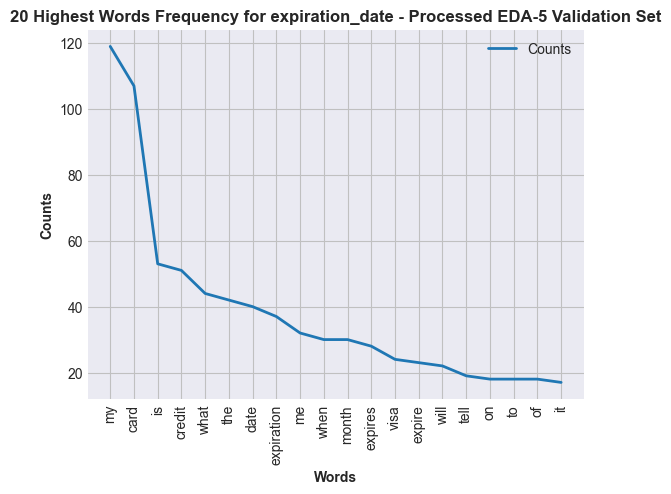 20 Highest Words Frequency for expiration_date - Processed EDA-5 Validation Set
Counts
120
100
80
60
40
20
Counts
my
card
is
credit
what
the
date
expiration
me
when
month
expires
visa
expire
will
tell
on
to
of
it
Words